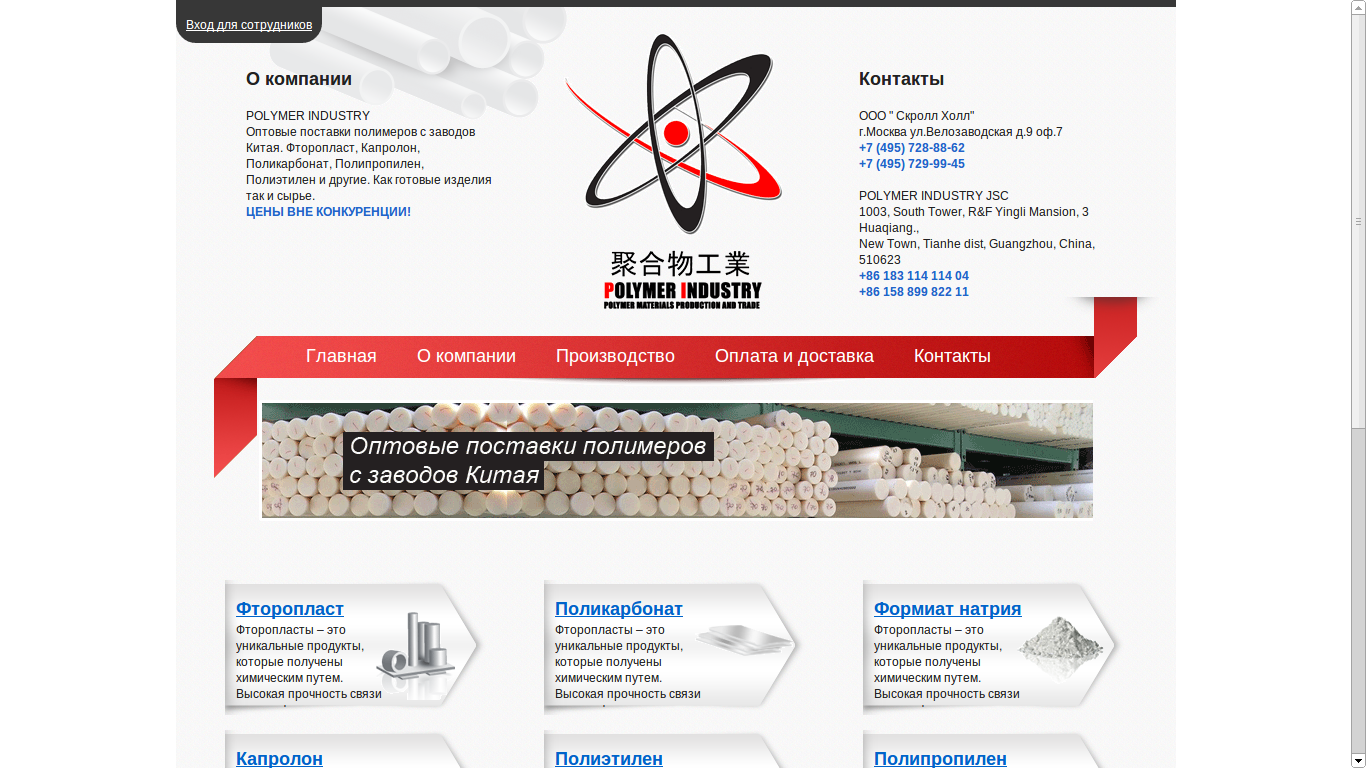 Вход для сотрудников
О компании
POLYMER INDUSTRY
Оптовые поставки полимеров с заводов
Китая. Фторопласт, Капролон,
Поликарбонат, Полипропилен,
Полиэтилен и другие. Как готовые изделия
так и сырье.
ЦЕНЫ ВНЕ КОНКУРЕНЦИИ!
聚合物工業
POLYMER INDUSTRY
POLYMER MATERIALS PRODUCTION AND TRADE
Контакты
ООО " Скролл Холл"
г.Москва ул.Велозаводская д.9 оф.7
+7 (495) 728-88-62
+7 (495) 729-99-45
POLYMER INDUSTRY JSC
1003, South Tower, R&F Yingli Mansion, 3
Huaqiang.,
New Town, Tianhe dist, Guangzhou, China,
510623
+86 183 114 114 04
+86 158 899 822 11
Главная О компании Производство Оплата и доставка Контакты
Оптовые поставки полимеров
с заводов Китая
Фторопласт
Фторопласты – это
уникальные продукты,
которые получены
химическим путем.
Высокая прочность связи
Поликарбонат
Фторопласты – это
уникальные продукты,
которые получены
химическим путем.
Высокая прочность связи
Формиат натрия
Фторопласты – это
уникальные продукты,
которые получены
химическим путем.
Высокая прочность связи
Капролон
Полиэтилен
Полипропилен